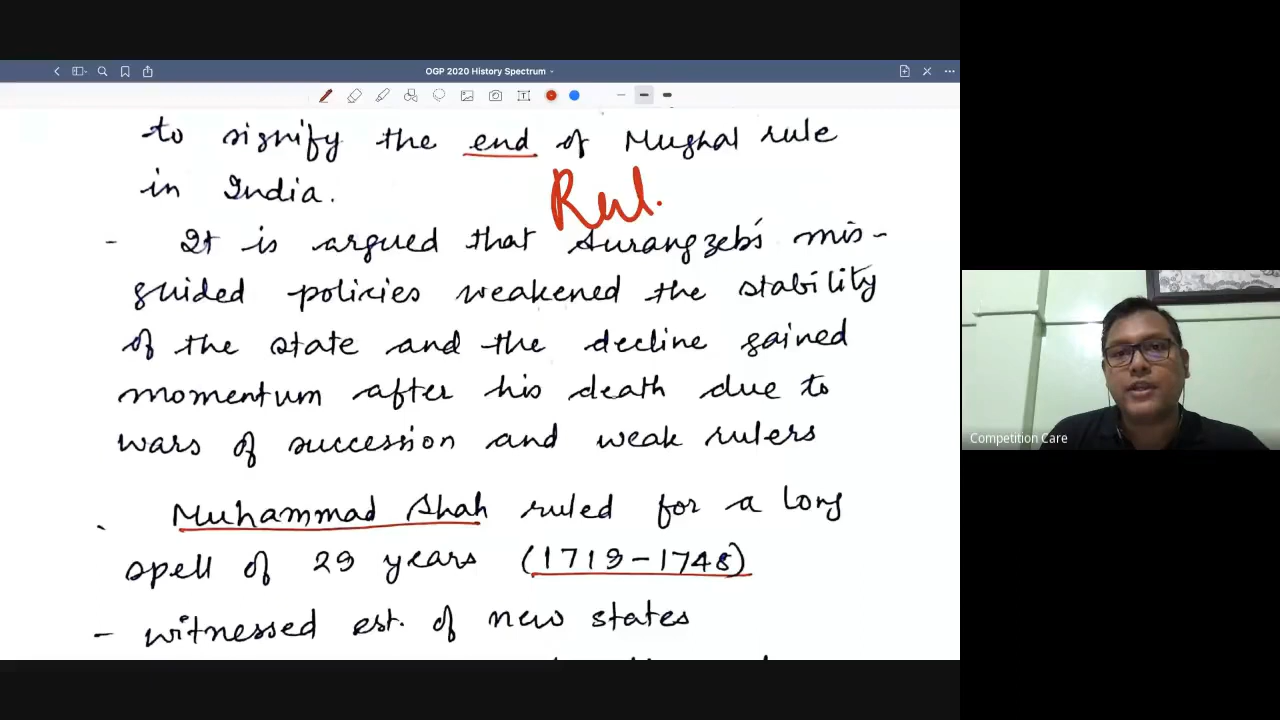 OGP 2020 History Spectrum
to signify the end of Mughal rule
in India.
Rul.
- It is argued that Aurangzeb's mis-
guided policies weakened the stability
of the state and the decline gained
momentum after his death due to
wars of succession and weak rulers
Muhammad Shah ruled for a long
spell of 29 years (1719-1748)
- witnessed est. of new states
Competition Care